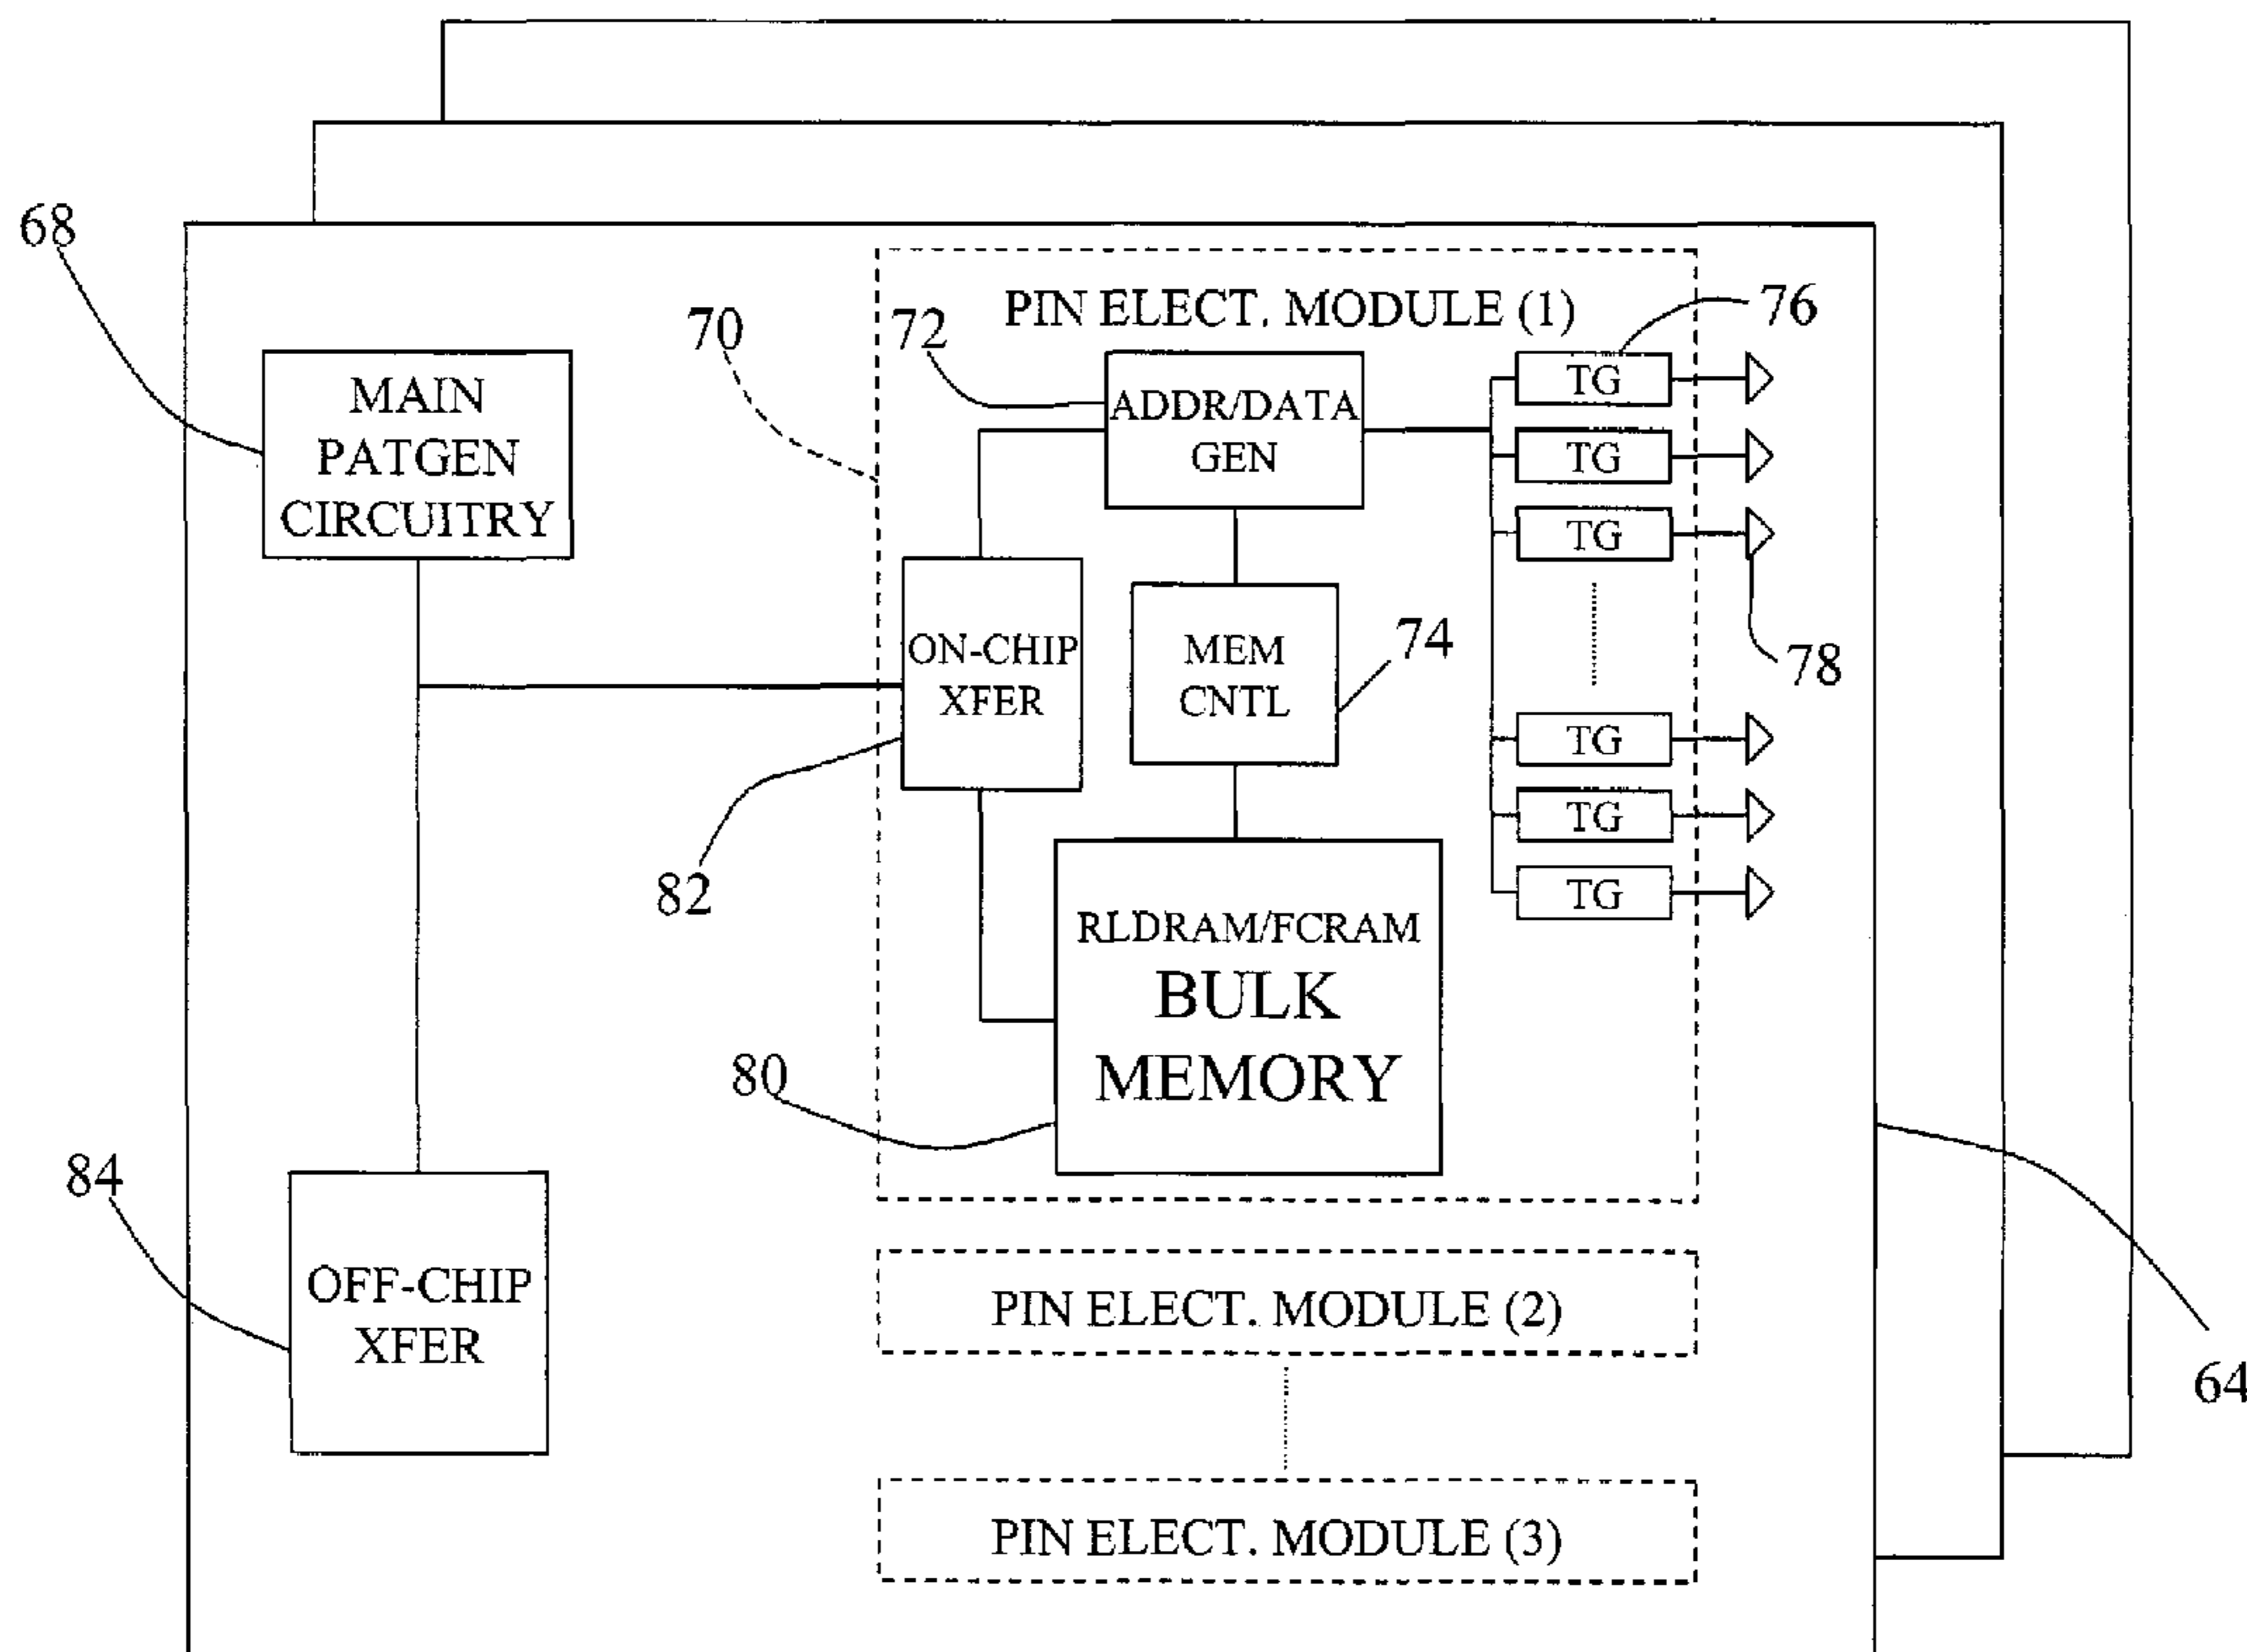 68
70
72
PIN ELECT. MODULE (1)
76
MAIN
PATGEN
CIRCUITRY
ADDR/DATA
GEN
TG
TG
TG
ON-CHIP
XFER
MEM
CNTL
74
78
TG
TG
TG
82
RLDRAM/FCRAM
BULK
MEMORY
80
84
OFF-CHIP
XFER
PIN ELECT. MODULE (2)
64
PIN ELECT. MODULE (3)